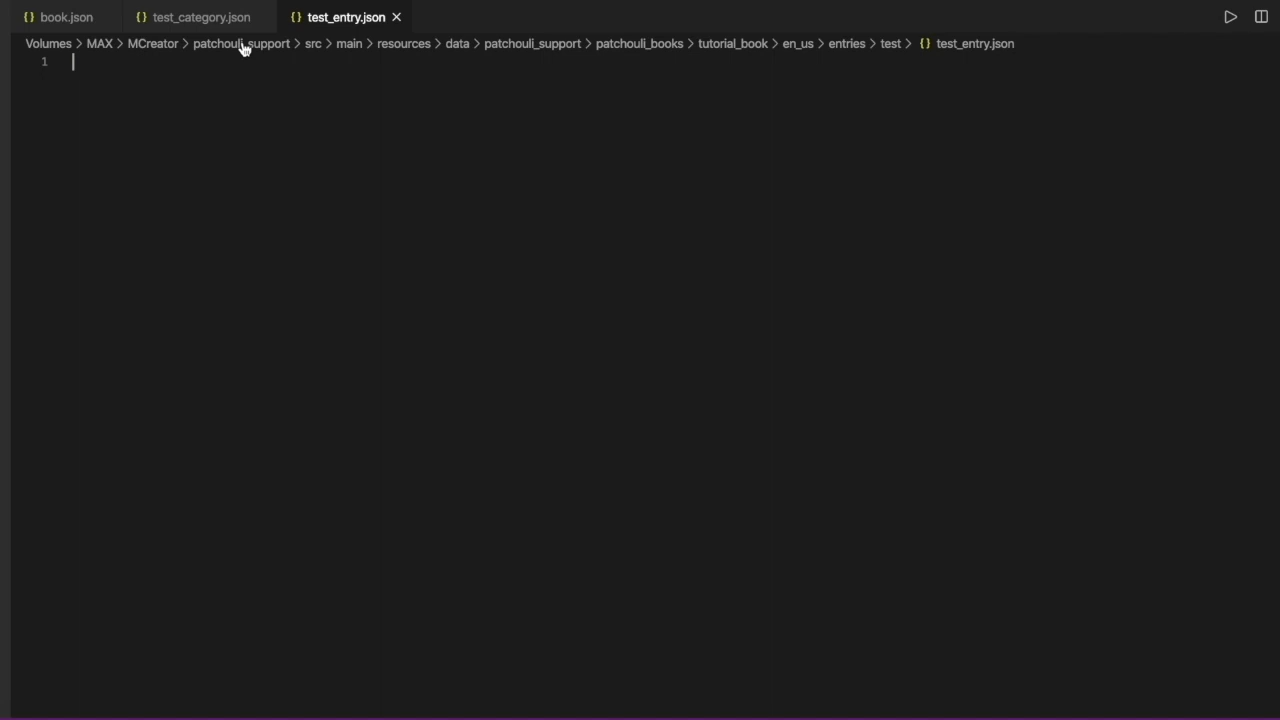 {} book.json {} test_category.json {} test_entry.json
Volumes > MAX > MCreator > patchouli_support > src > main > resources > data > patchouli_support > patchouli_books > tutorial_book > en_us > entries > test > {} test_entry.json
1